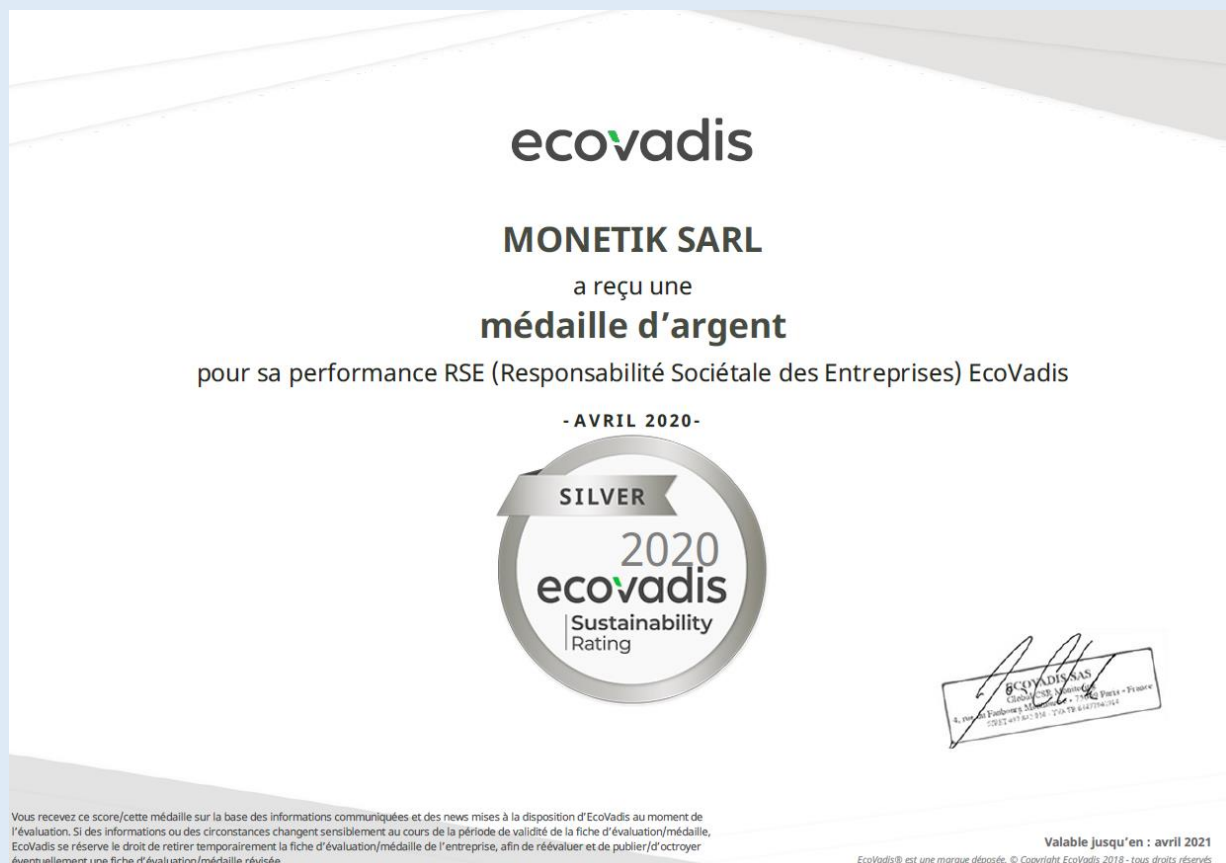 ecovadis
MONETIK SARL
a reçu une
médaille d’argent
pour sa performance RSE (Responsabilité Sociétale des Entreprises) EcoVadis
- AVRIL 2020-
SILVER
2020
ecovadis
Sustainability
Rating
ECOVADIS SAS
Global CSR Monitoring
Paris - France
Vous recevez ce score/cette médaille sur la base des informations communiquées et des news mises à la disposition d’EcoVadis au moment de
l’évaluation. Si des informations ou des circonstances changent sensiblement au cours de la période de validité de la fiche d’évaluation/médaille,
EcoVadis se réserve le droit de retirer temporairement la fiche d’évaluation/médaille de l’entreprise, afin de réévaluer et de publier/d’octroyer
éventuellement une fiche d’évaluation/médaille révisée
Valable jusqu’en : avril 2021
EcoVadis® est une marque déposée. © Copyright EcoVadis 2018 - tous droits réservés